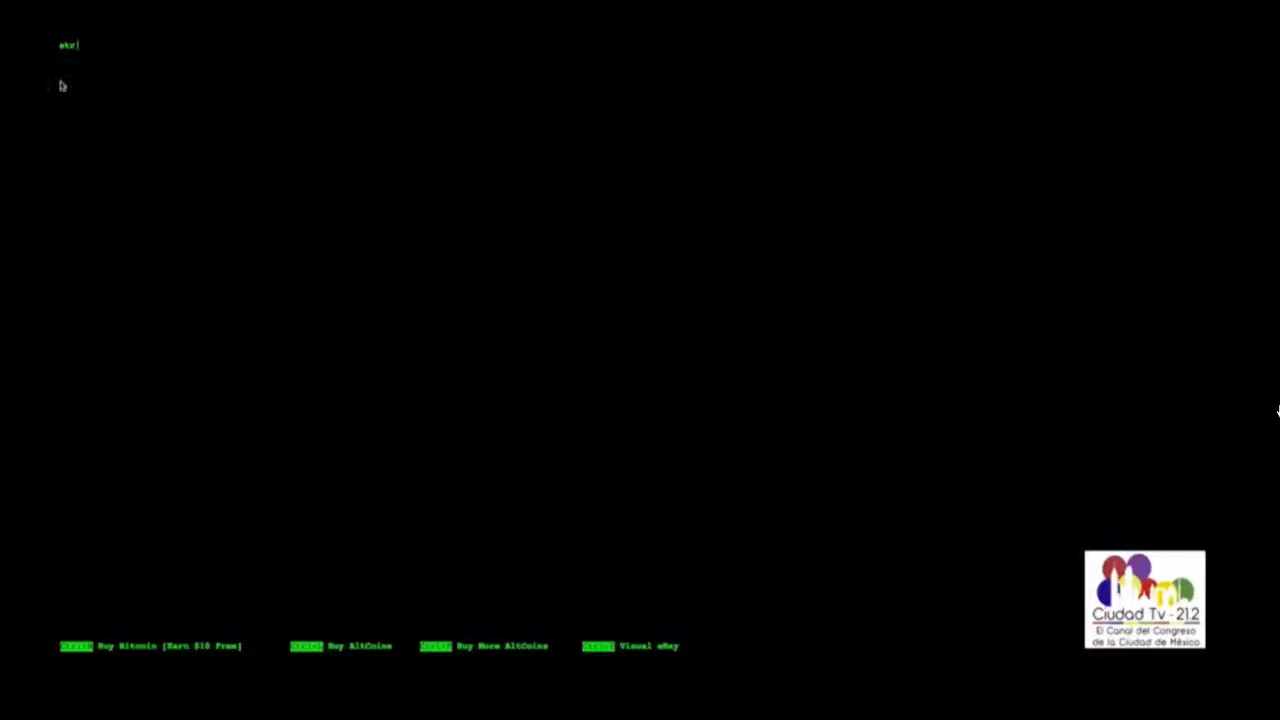 str
Buy Bitcoin [Earn $10 Free]
Buy AltCoins
Buy More AltCoins
Visual eBay
Ciudad Tv - 21.2
El Canal del Congreso
de la Ciudad de México